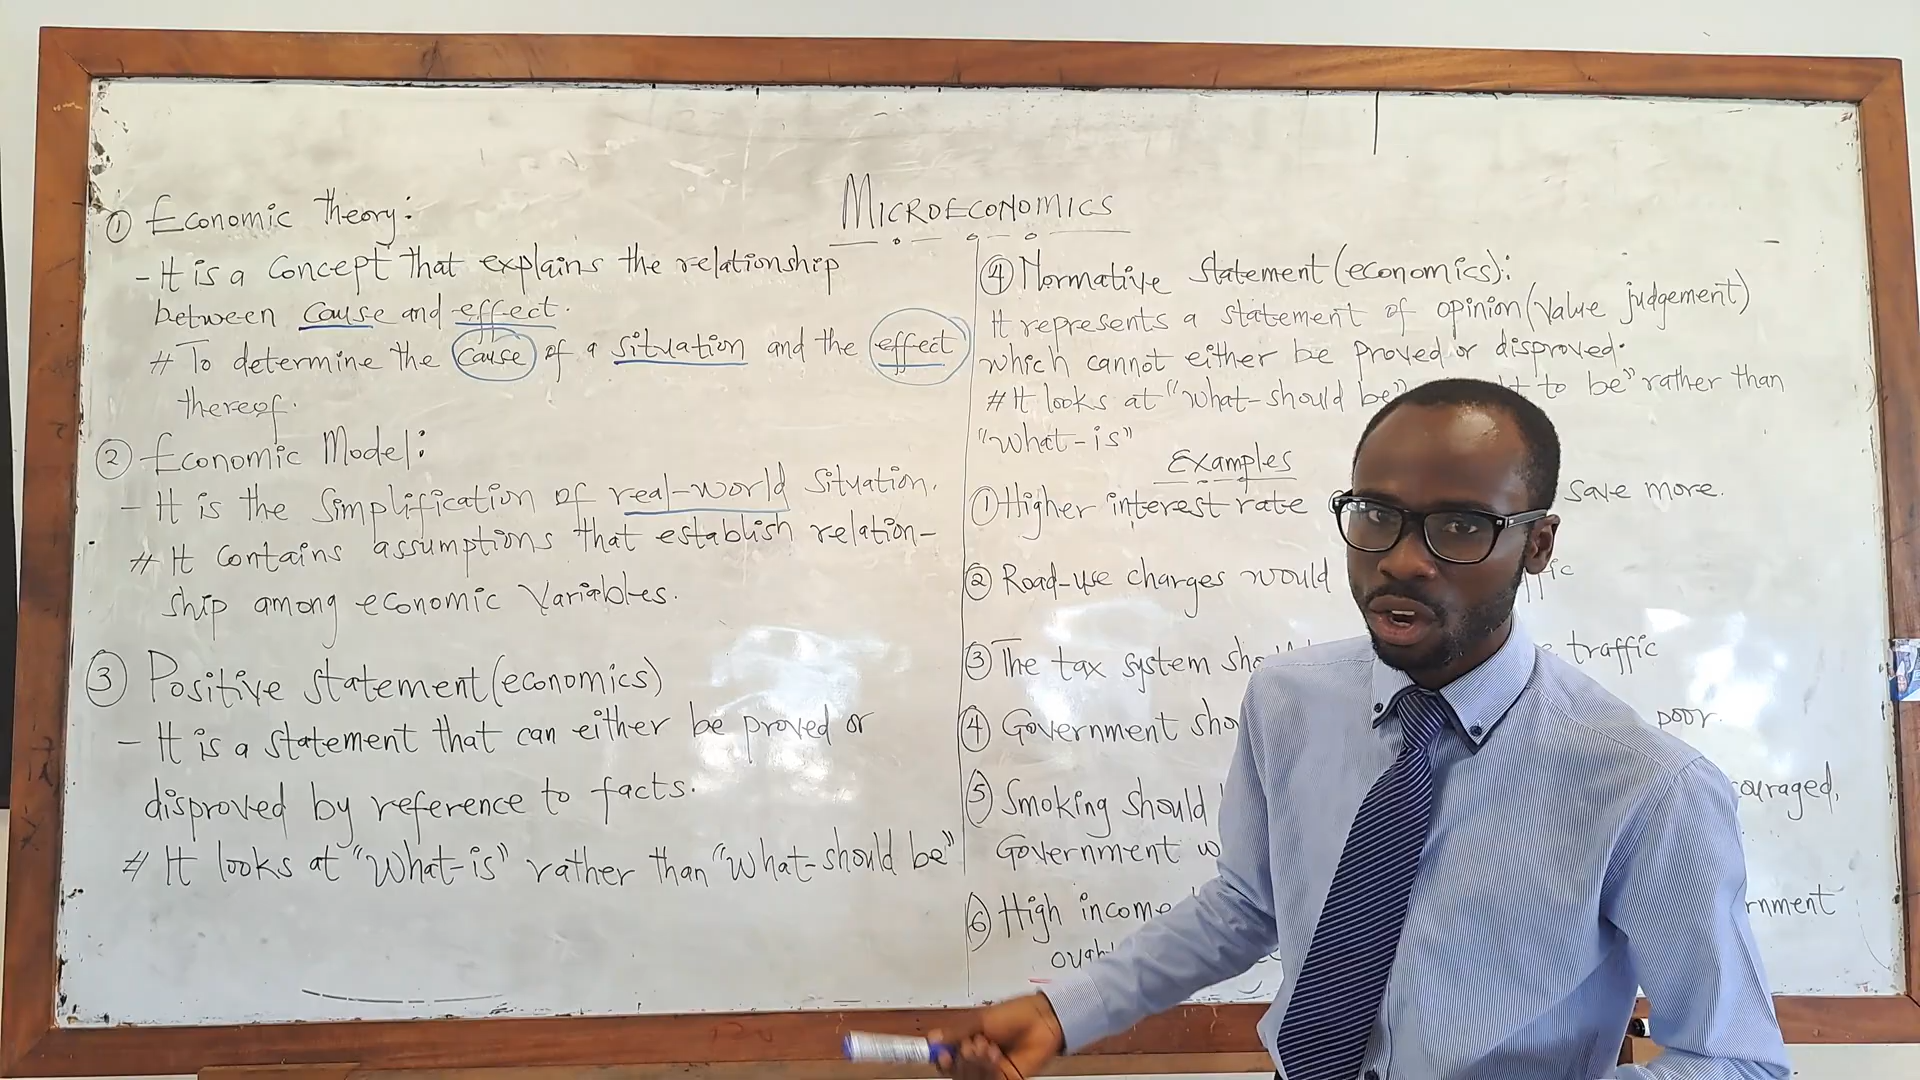 MICROECONOMICS
① Economic theory:
- It is a concept that explains the relationship
between cause and effect.
# To determine the cause of a situation and the effect
thereof.
② Economic Model:
- It is the simplification of real-world situation.
# It contains assumptions that establish relation-
ship among economic variables.
③ Positive statement (economics)
- It is a statement that can either be proved or
disproved by reference to facts.
# It looks at "What-is" rather than "What-should be"
④ Normative statement (economics):
It represents a statement of opinion (value judgement)
which cannot either be proved or disproved.
# It looks at "what-should be" to be" rather than
"What-is"
Examples
① Higher interest rate save more.
② Road-use charges would
③ The tax system traffic
④ Government poor.
⑤ Smoking should
Government
⑥ High income